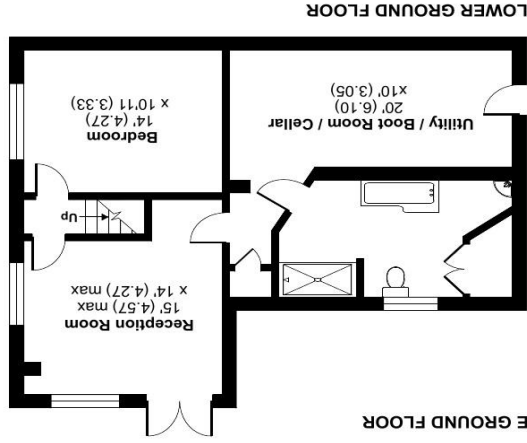 E GROUND FLOOR
Reception Room
15' (4.57) max
x 14' (4.27) max
Up
Utility / Boot Room / Cellar
20' (6.10)
x10' (3.05)
Bedroom
14' (4.27)
x 10'11 (3.33)
LOWER GROUND FLOOR